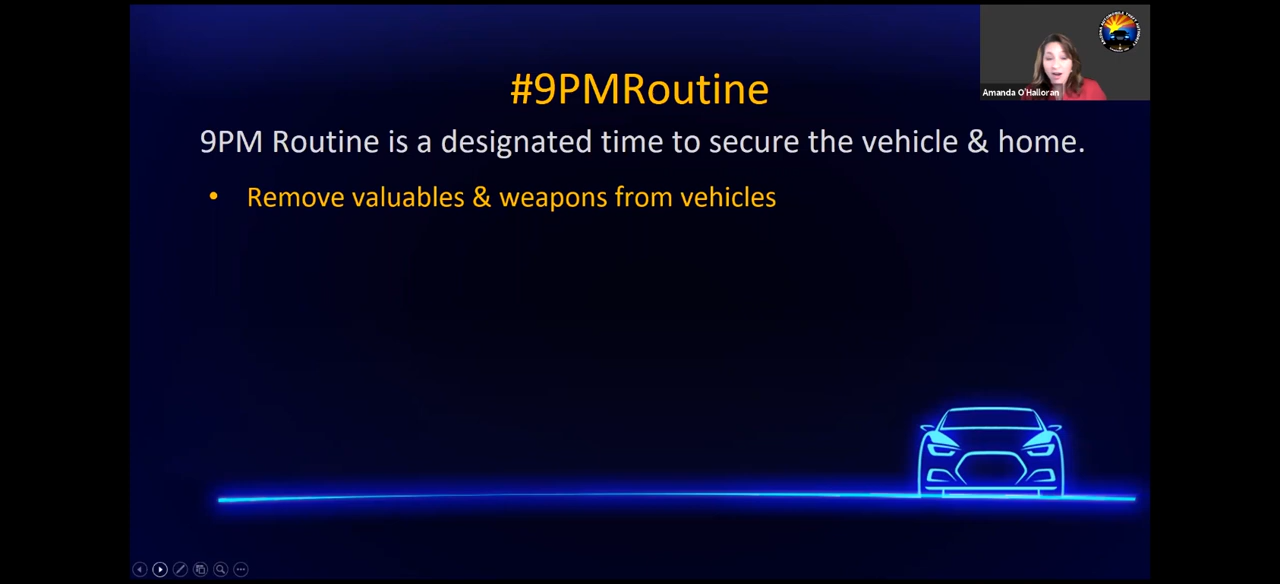 #9PMRoutine
9PM Routine is a designated time to secure the vehicle & home.
• Remove valuables & weapons from vehicles
Amanda O'Halloran